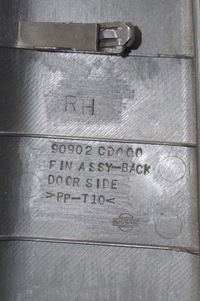 RH
90902 CD000
FIN ASSY-BACK
DOOR SIDE
>PP-T10<